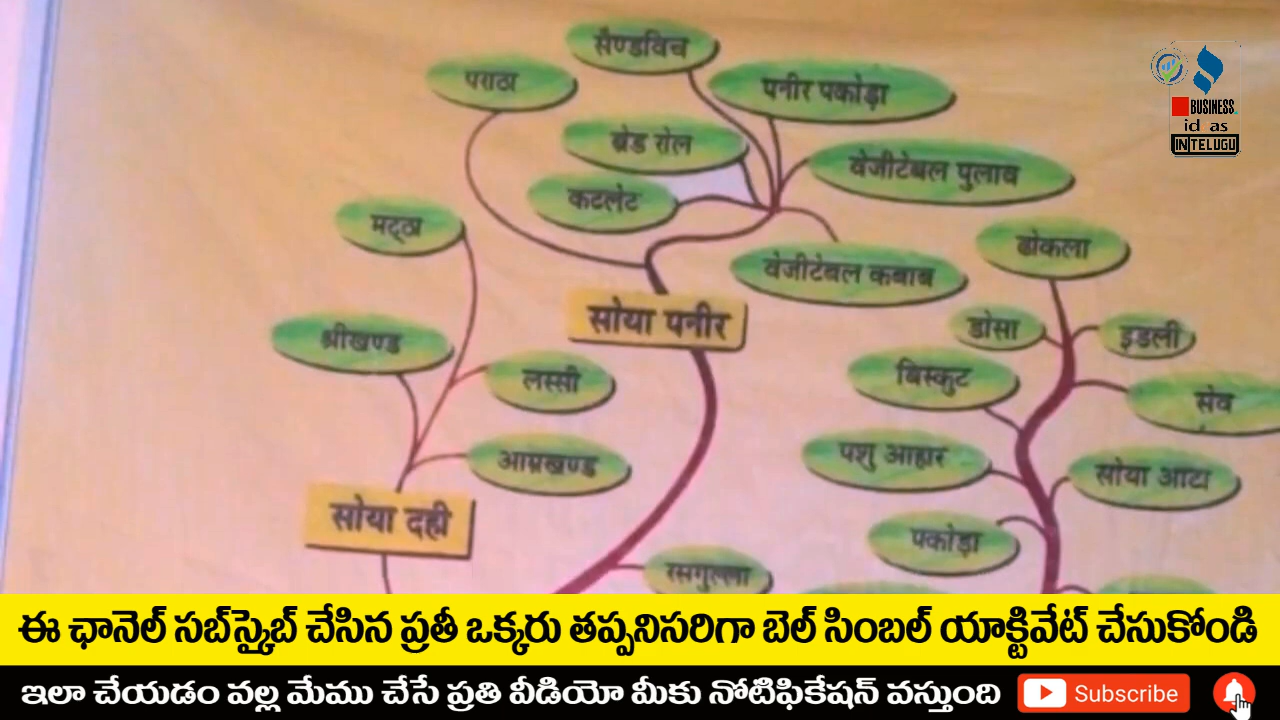 सैण्डविच
पराठा
पनीर पकोड़ा
BUSINESS
id as
IN TELUGU
ब्रेड रोल
वेजीटेबल पुलाव
कटलेट
मट्ठा
ढोकला
वेजीटेबल कबाब
सोया पनीर
डोसा
इडली
श्रीखण्ड
लस्सी
बिस्कुट
सेव
आम्रखण्ड
पशु आहार
सोया आटा
सोया दही
पकोड़ा
रसगुल्ला
ఈ ఛానెల్ సబ్‌స్క్రైబ్ చేసిన ప్రతీ ఒక్కరు తప్పనిసరిగా బెల్ సింబల్ యాక్టివేట్ చేసుకోండి
ఇలా చేయడం వల్ల మేము చేసే ప్రతి వీడియో మీకు నోటిఫికేషన్ వస్తుంది
Subscribe